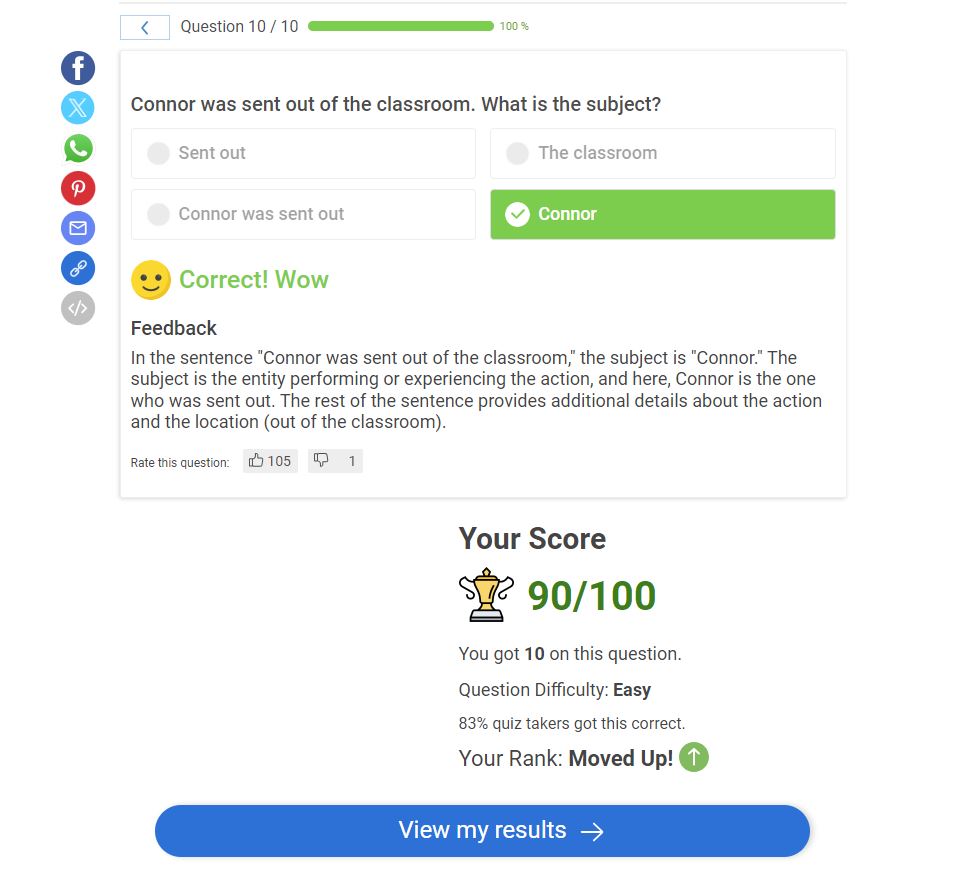 Question 10 / 10
100 %
Connor was sent out of the classroom. What is the subject?
Sent out
The classroom
Connor was sent out
Connor
Correct! Wow
Feedback
In the sentence "Connor was sent out of the classroom," the subject is "Connor." The
subject is the entity performing or experiencing the action, and here, Connor is the one
who was sent out. The rest of the sentence provides additional details about the action
and the location (out of the classroom).
Rate this question: 105 1
Your Score
90/100
You got 10 on this question.
Question Difficulty: Easy
83% quiz takers got this correct.
Your Rank: Moved Up!
View my results